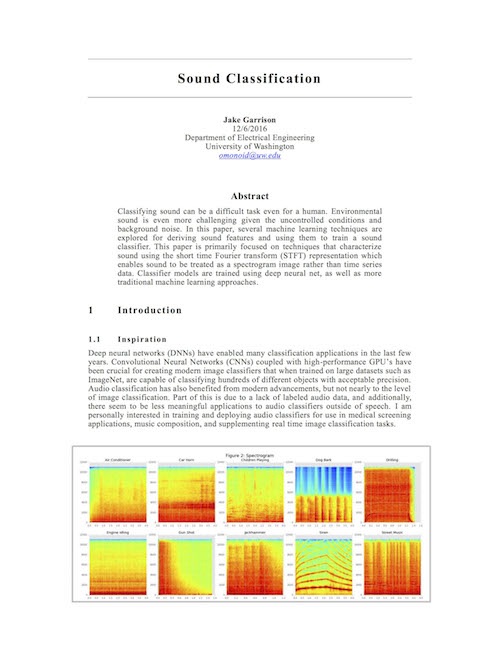 Sound Classification
Jake Garrison
12/6/2016
Department of Electrical Engineering
University of Washington
omonoid@uw.edu
Abstract
Classifying sound can be a difficult task even for a human. Environmental
sound is even more challenging given the uncontrolled conditions and
background noise. In this paper, several machine learning techniques are
explored for deriving sound features and using them to train a sound
classifier. This paper is primarily focused on techniques that characterize
sound using the short time Fourier transform (STFT) representation which
enables sound to be treated as a spectrogram image rather than time series
data. Classifier models are trained using deep neural net, as well as more
traditional machine learning approaches.
1 Introduction
1.1 Inspiration
Deep neural networks (DNNs) have enabled many classification applications in the last few
years. Convolutional Neural Networks (CNNs) coupled with high-performance GPU's have
been crucial for creating modern image classifiers that when trained on large datasets such as
ImageNet, are capable of classifying hundreds of different objects with acceptable precision.
Audio classification has also benefited from modern advancements, but not nearly to the level
of image classification. Part of this is due to a lack of labeled audio data, and additionally,
there seem to be less meaningful applications to audio classifiers outside of speech. I am
personally interested in training and deploying audio classifiers for use in medical screening
applications, music composition, and supplementing real time image classification tasks.
Figure 2: Spectrogram
Air Conditioner Car Horn Children Playing Dog Bark Drilling
Engine Idling Gun Shot Jackhammer Siren Street Music